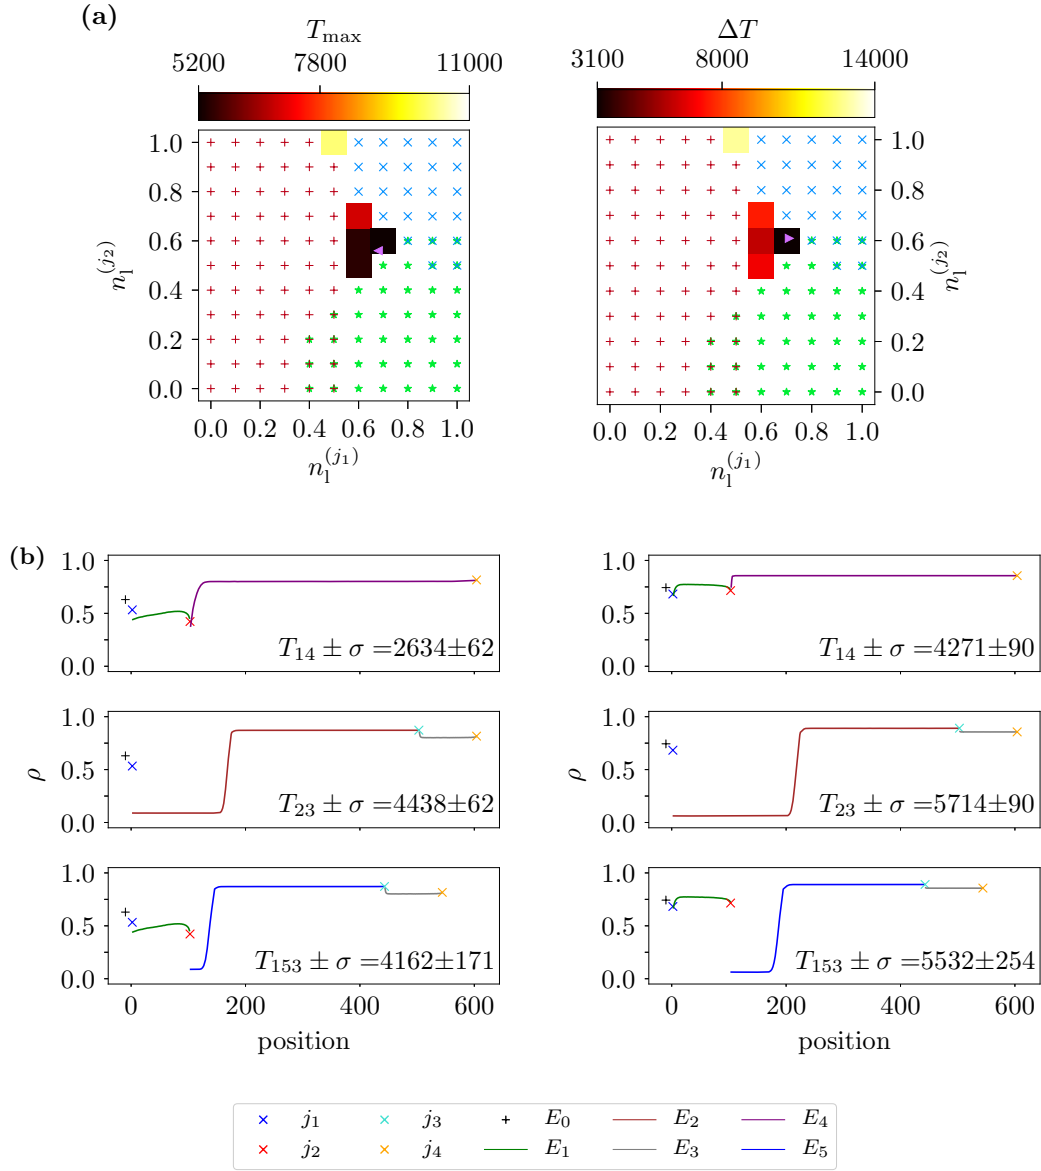 (a)
T_max
5200 7800 11000
ΔT
3100 8000 14000
1.0
0.8
0.6
0.4
0.2
0.0
n_l^(j_2)
0.0 0.2 0.4 0.6 0.8 1.0
n_l^(j_1)
1.0
0.8
0.6
0.4
0.2
0.0
n_l^(j_2)
0.0 0.2 0.4 0.6 0.8 1.0
n_l^(j_1)
(b)
1.0
0.5
0.0
T_14 ± σ =2634±62
1.0
0.5
0.0
T_14 ± σ =4271±90
ρ
1.0
0.5
0.0
T_23 ± σ =4438±62
1.0
0.5
0.0
T_23 ± σ =5714±90
1.0
0.5
0.0
T_153 ± σ =4162±171
0 200 400 600
position
1.0
0.5
0.0
T_153 ± σ =5532±254
0 200 400 600
position
j_1 j_3 E_0 E_2 E_4
j_2 j_4 E_1 E_3 E_5